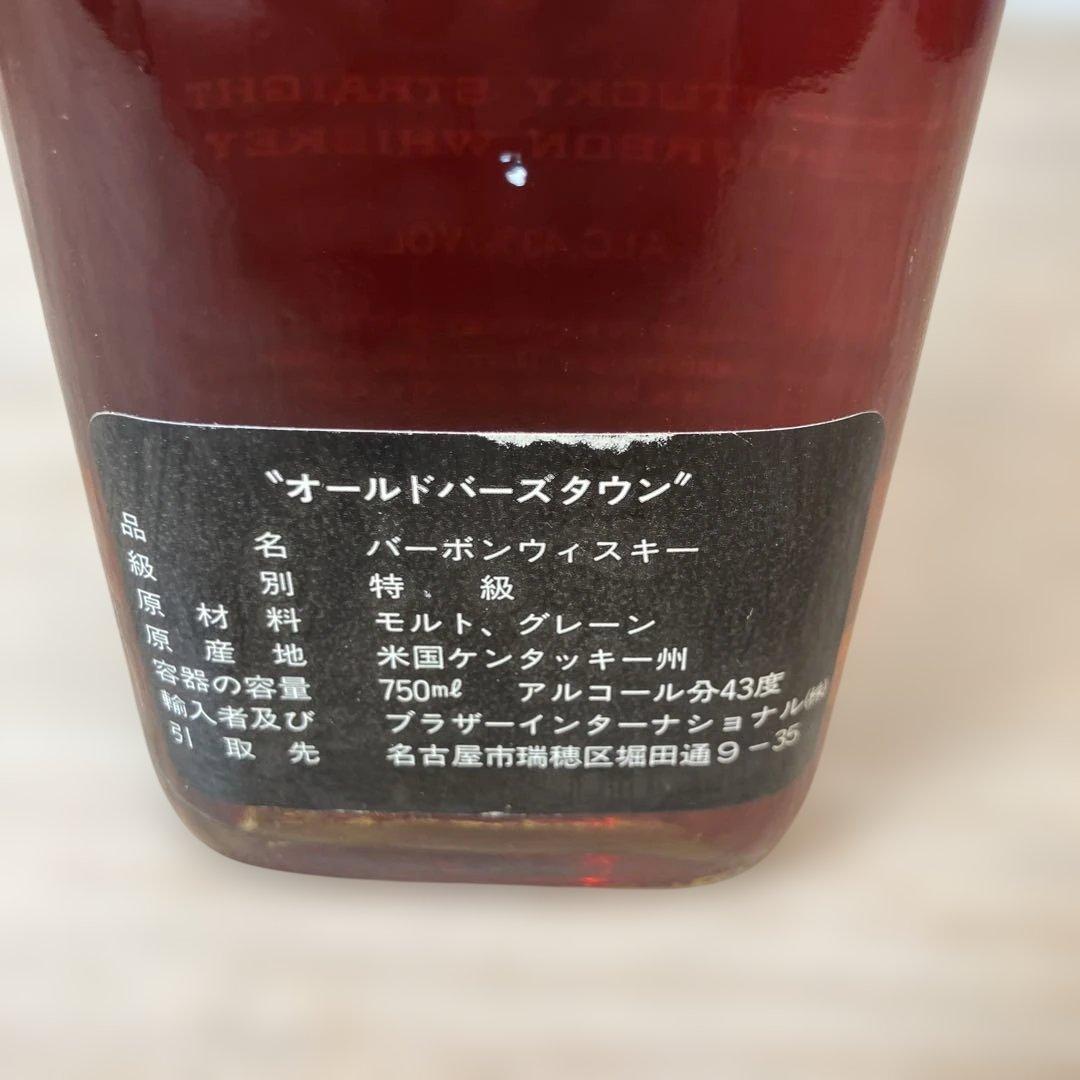 〝オールドバーズタウン〟
品名 バーボンウィスキー
級別 特級
原材料 モルト、グレーン
原産地 米国ケンタッキー州
容器の容量 750mℓ アルコール分43度
輸入者及び ブラザーインターナショナル㈱
引取先 名古屋市瑞穂区堀田通9-35